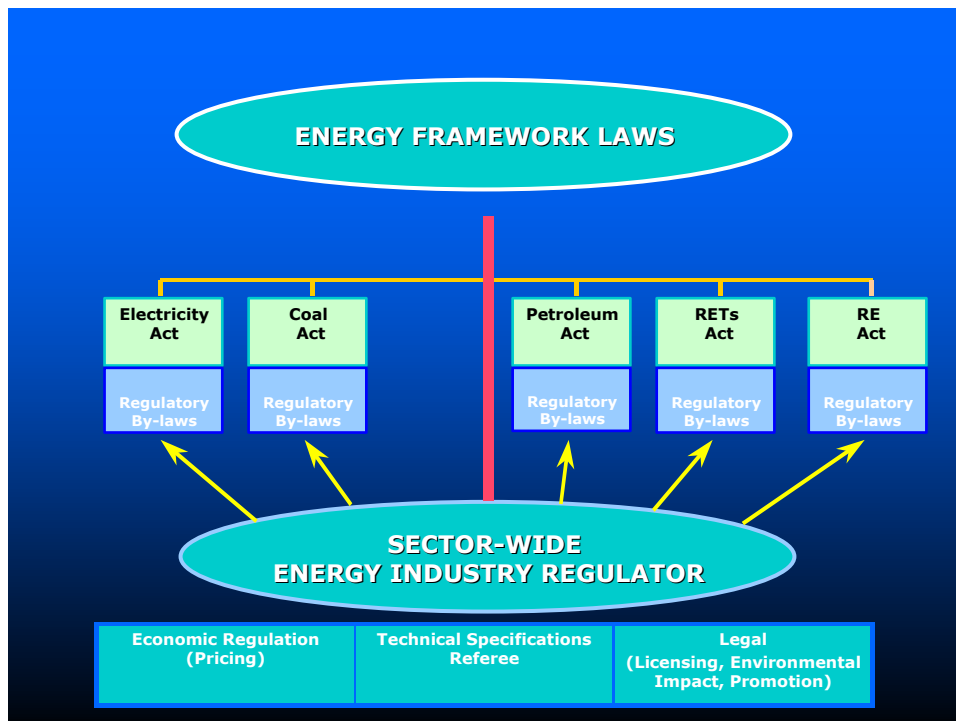 ENERGY FRAMEWORK LAWS
Electricity
Act
Coal
Act
Petroleum
Act
RETs
Act
RE
Act
Regulatory
By-laws
Regulatory
By-laws
Regulatory
By-laws
Regulatory
By-laws
Regulatory
By-laws
SECTOR-WIDE
ENERGY INDUSTRY REGULATOR
Economic Regulation
(Pricing)
Technical Specifications
Referee
Legal
(Licensing, Environmental
Impact, Promotion)